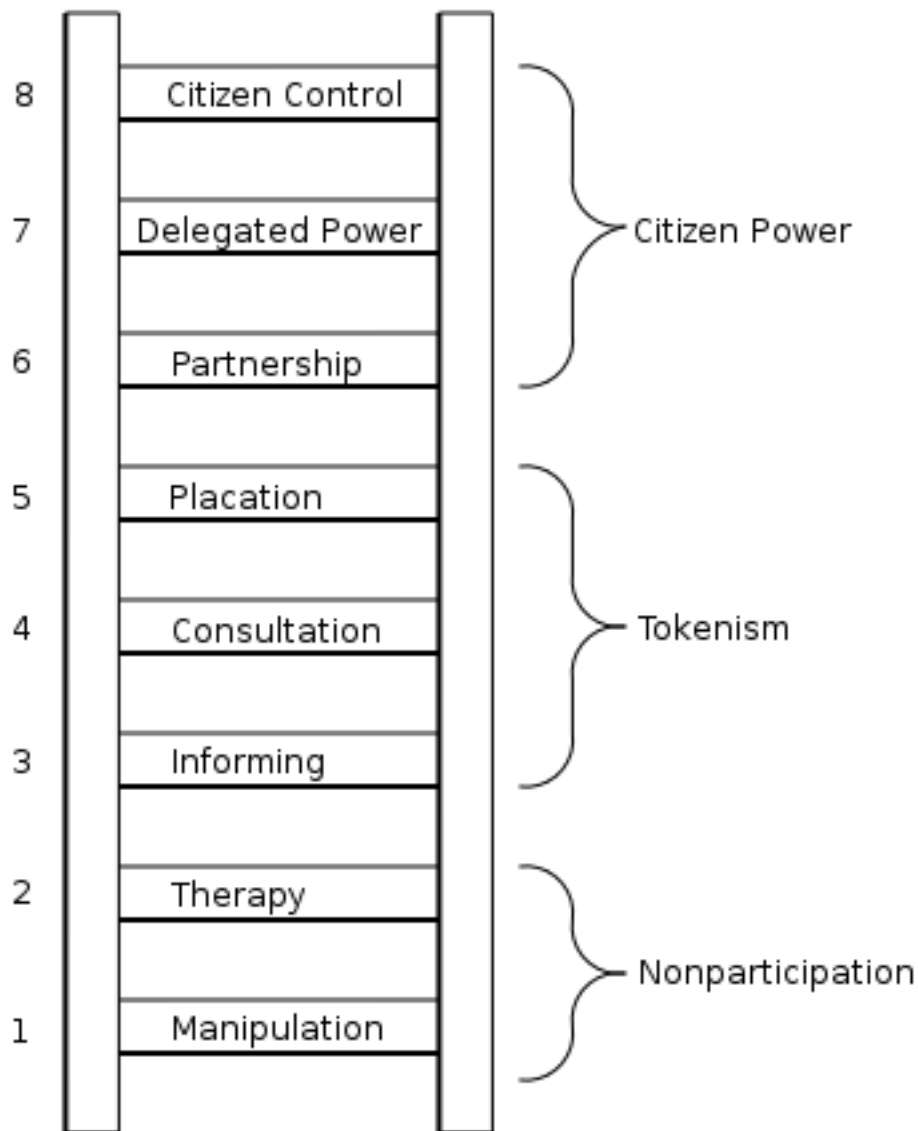 8 Citizen Control
7 Delegated Power
Citizen Power
6 Partnership
5 Placation
4 Consultation
Tokenism
3 Informing
2 Therapy
Nonparticipation
1 Manipulation